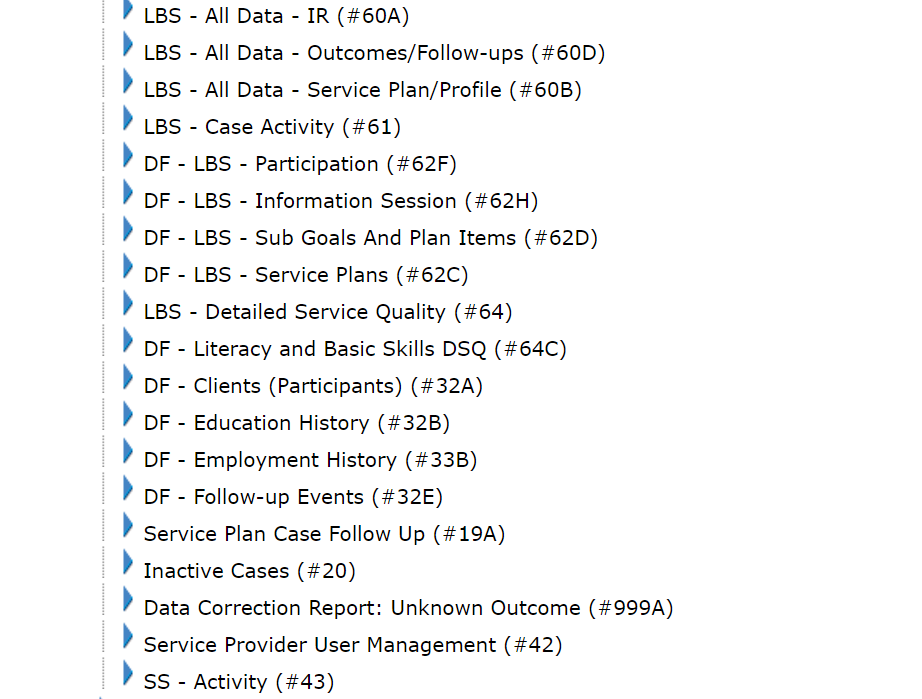 LBS - All Data - IR (#60A)
LBS - All Data - Outcomes/Follow-ups (#60D)
LBS - All Data - Service Plan/Profile (#60B)
LBS - Case Activity (#61)
DF - LBS - Participation (#62F)
DF - LBS - Information Session (#62H)
DF - LBS - Sub Goals And Plan Items (#62D)
DF - LBS - Service Plans (#62C)
LBS - Detailed Service Quality (#64)
DF - Literacy and Basic Skills DSQ (#64C)
DF - Clients (Participants) (#32A)
DF - Education History (#32B)
DF - Employment History (#33B)
DF - Follow-up Events (#32E)
Service Plan Case Follow Up (#19A)
Inactive Cases (#20)
Data Correction Report: Unknown Outcome (#999A)
Service Provider User Management (#42)
SS - Activity (#43)